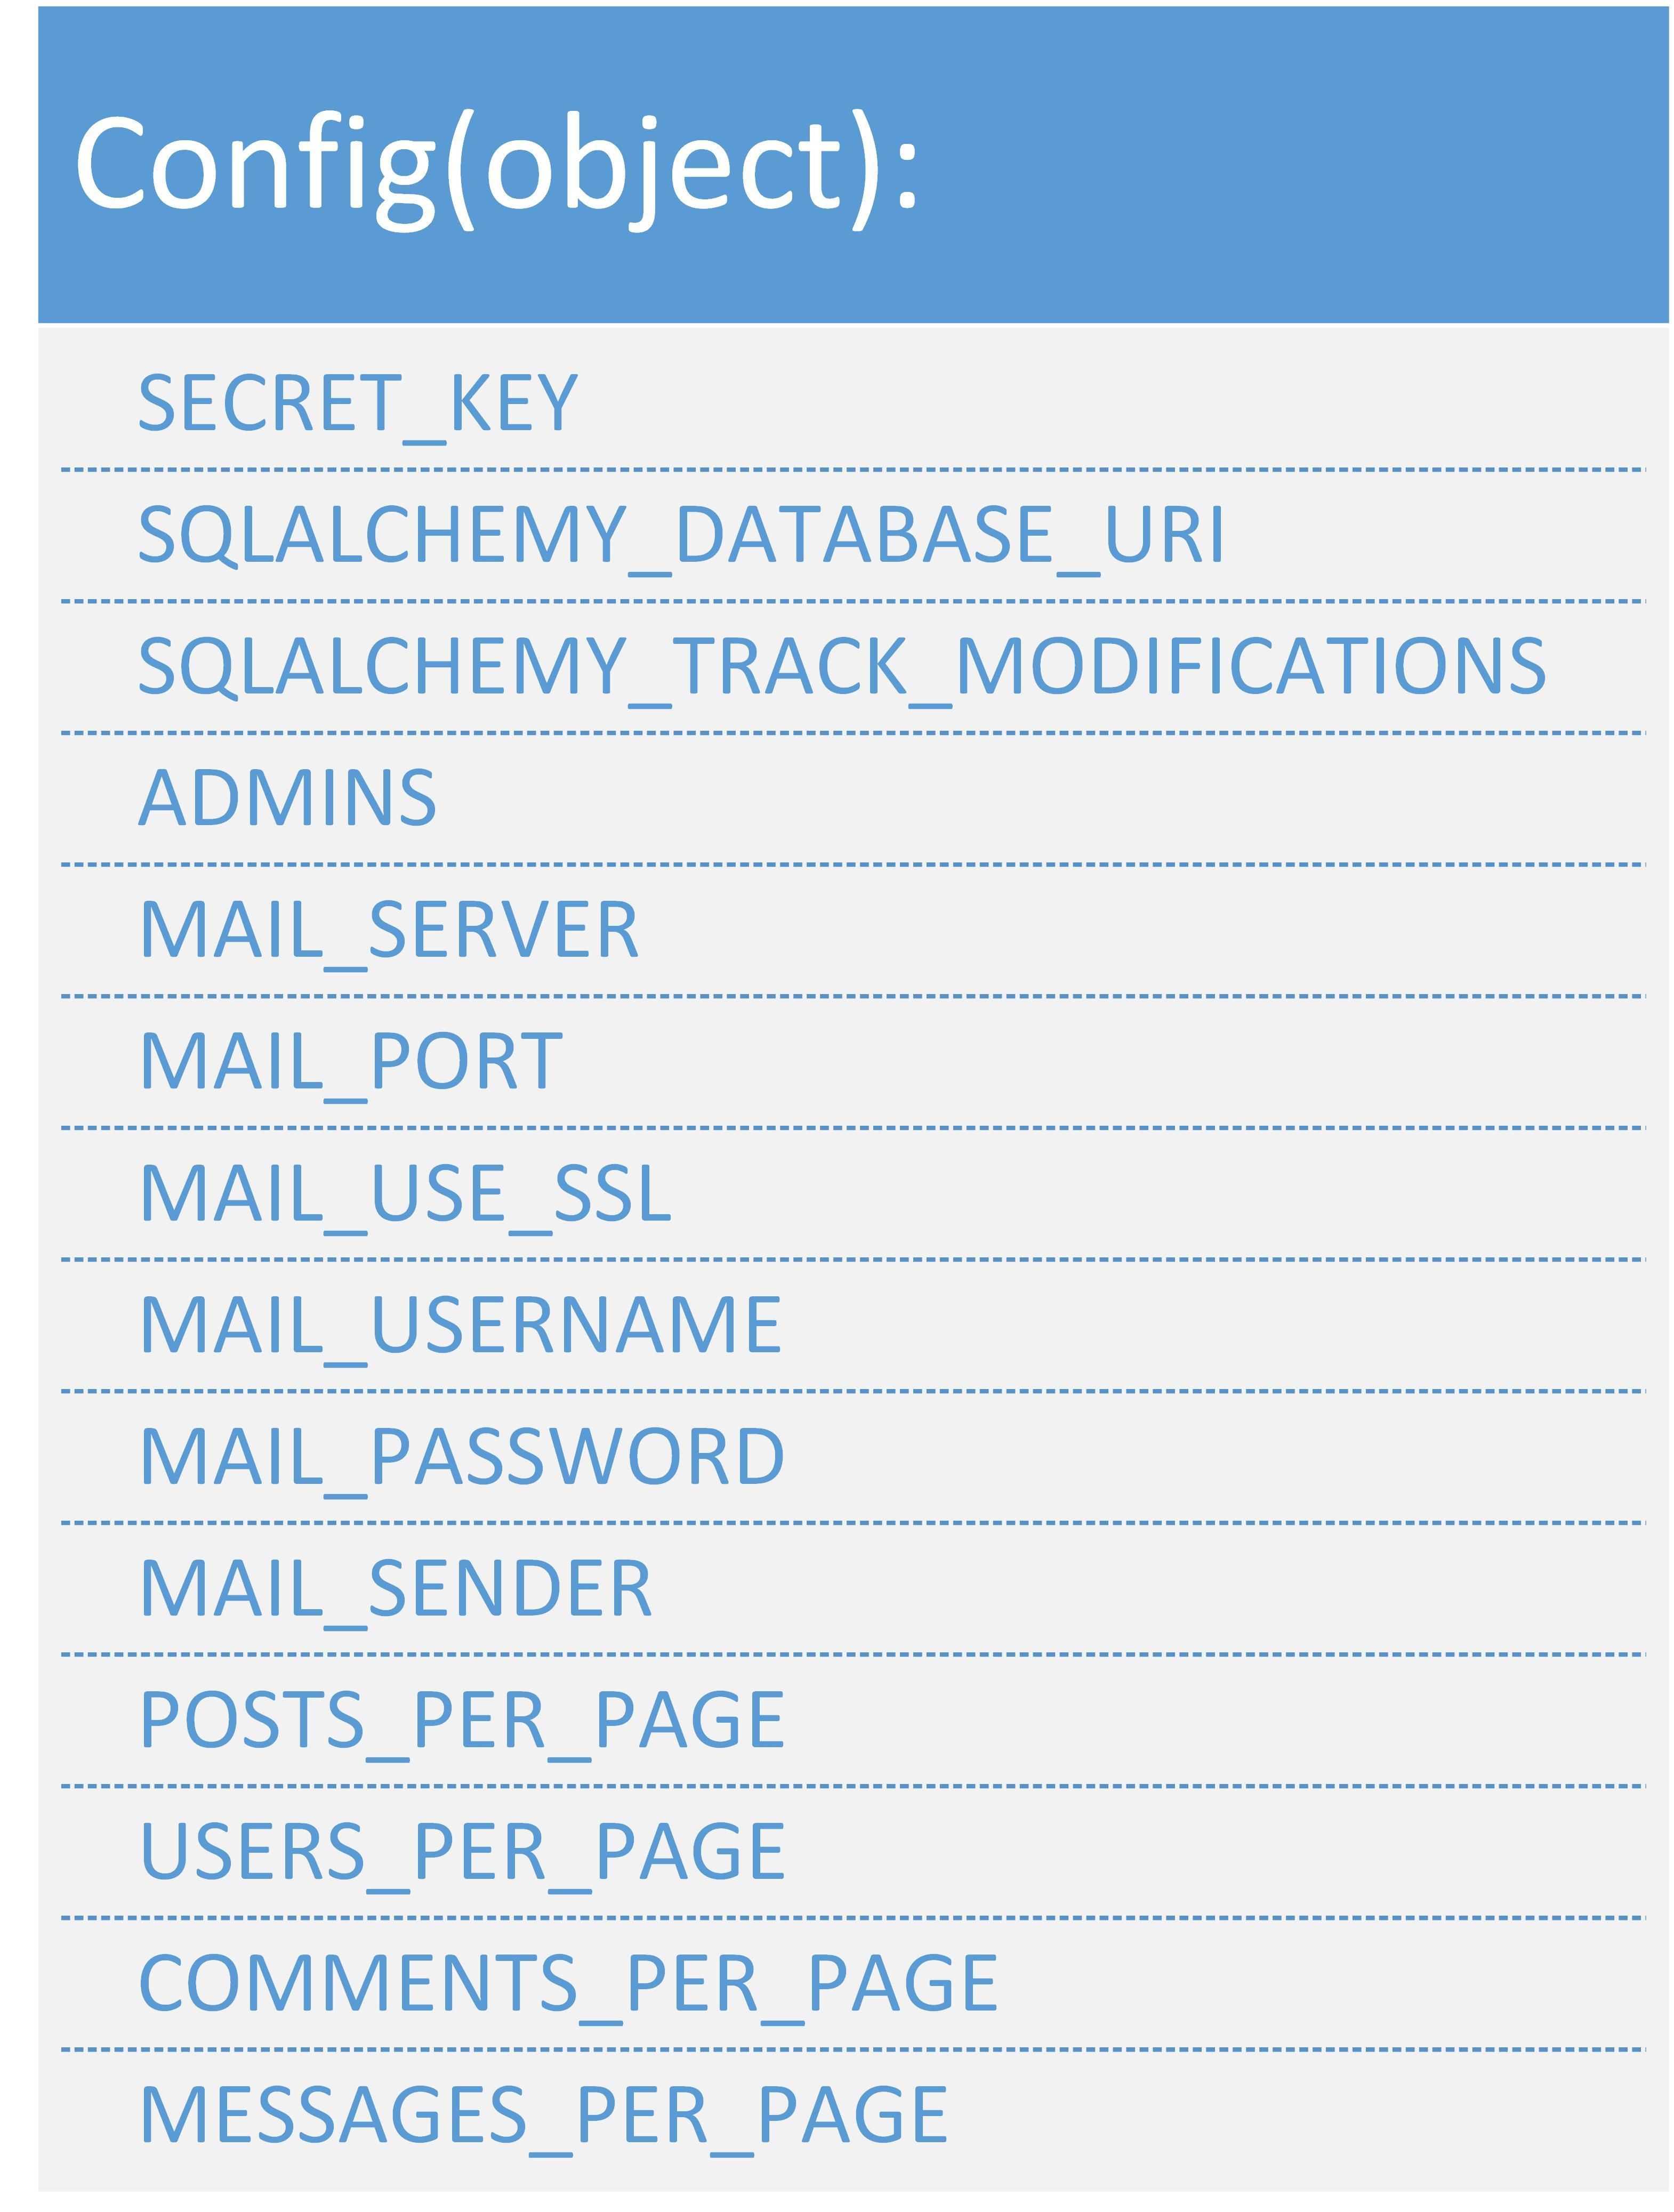 Config(object):
SECRET_KEY
SQLALCHEMY_DATABASE_URI
SQLALCHEMY_TRACK_MODIFICATIONS
ADMINS
MAIL_SERVER
MAIL_PORT
MAIL_USE_SSL
MAIL_USERNAME
MAIL_PASSWORD
MAIL_SENDER
POSTS_PER_PAGE
USERS_PER_PAGE
COMMENTS_PER_PAGE
MESSAGES_PER_PAGE